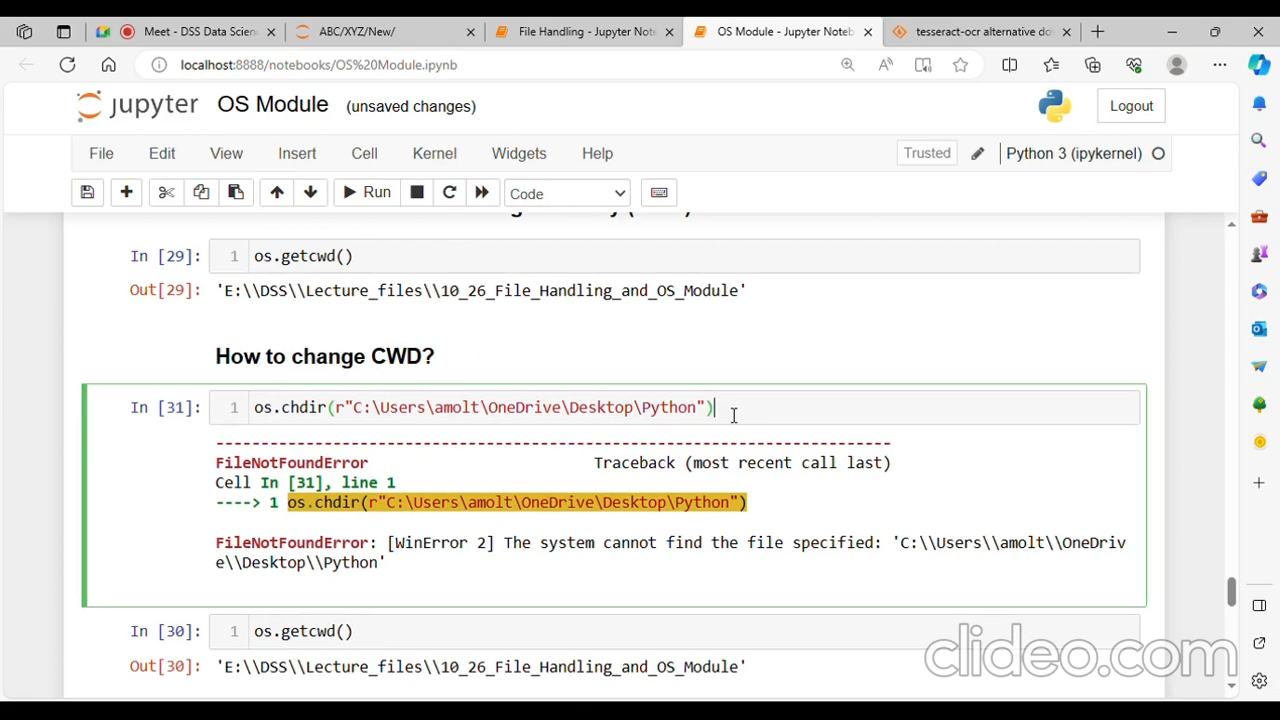 Meet - DSS Data Scien
ABC/XYZ/New/
File Handling - Jupyter Note
OS Module - Jupyter Noteb
tesseract-ocr alternative do
localhost:8888/notebooks/OS%20Module.ipynb
jupyter OS Module (unsaved changes)
Logout
File Edit View Insert Cell Kernel Widgets Help
Trusted
Python 3 (ipykernel)
Run
Code
In [29]: 1 os.getcwd()
Out[29]: 'E:\\DSS\\Lecture_files\\10_26_File_Handling_and_OS_Module'
How to change CWD?
In [31]: 1 os.chdir(r"C:\Users\amolt\OneDrive\Desktop\Python")
---------------------------------------------------------------------------
FileNotFoundError Traceback (most recent call last)
Cell In [31], line 1
----> 1 os.chdir(r"C:\Users\amolt\OneDrive\Desktop\Python")
FileNotFoundError: [WinError 2] The system cannot find the file specified: 'C:\\Users\\amolt\\OneDriv
e\\Desktop\\Python'
In [30]: 1 os.getcwd()
Out[30]: 'E:\\DSS\\Lecture_files\\10_26_File_Handling_and_OS_Module'
clideo.com